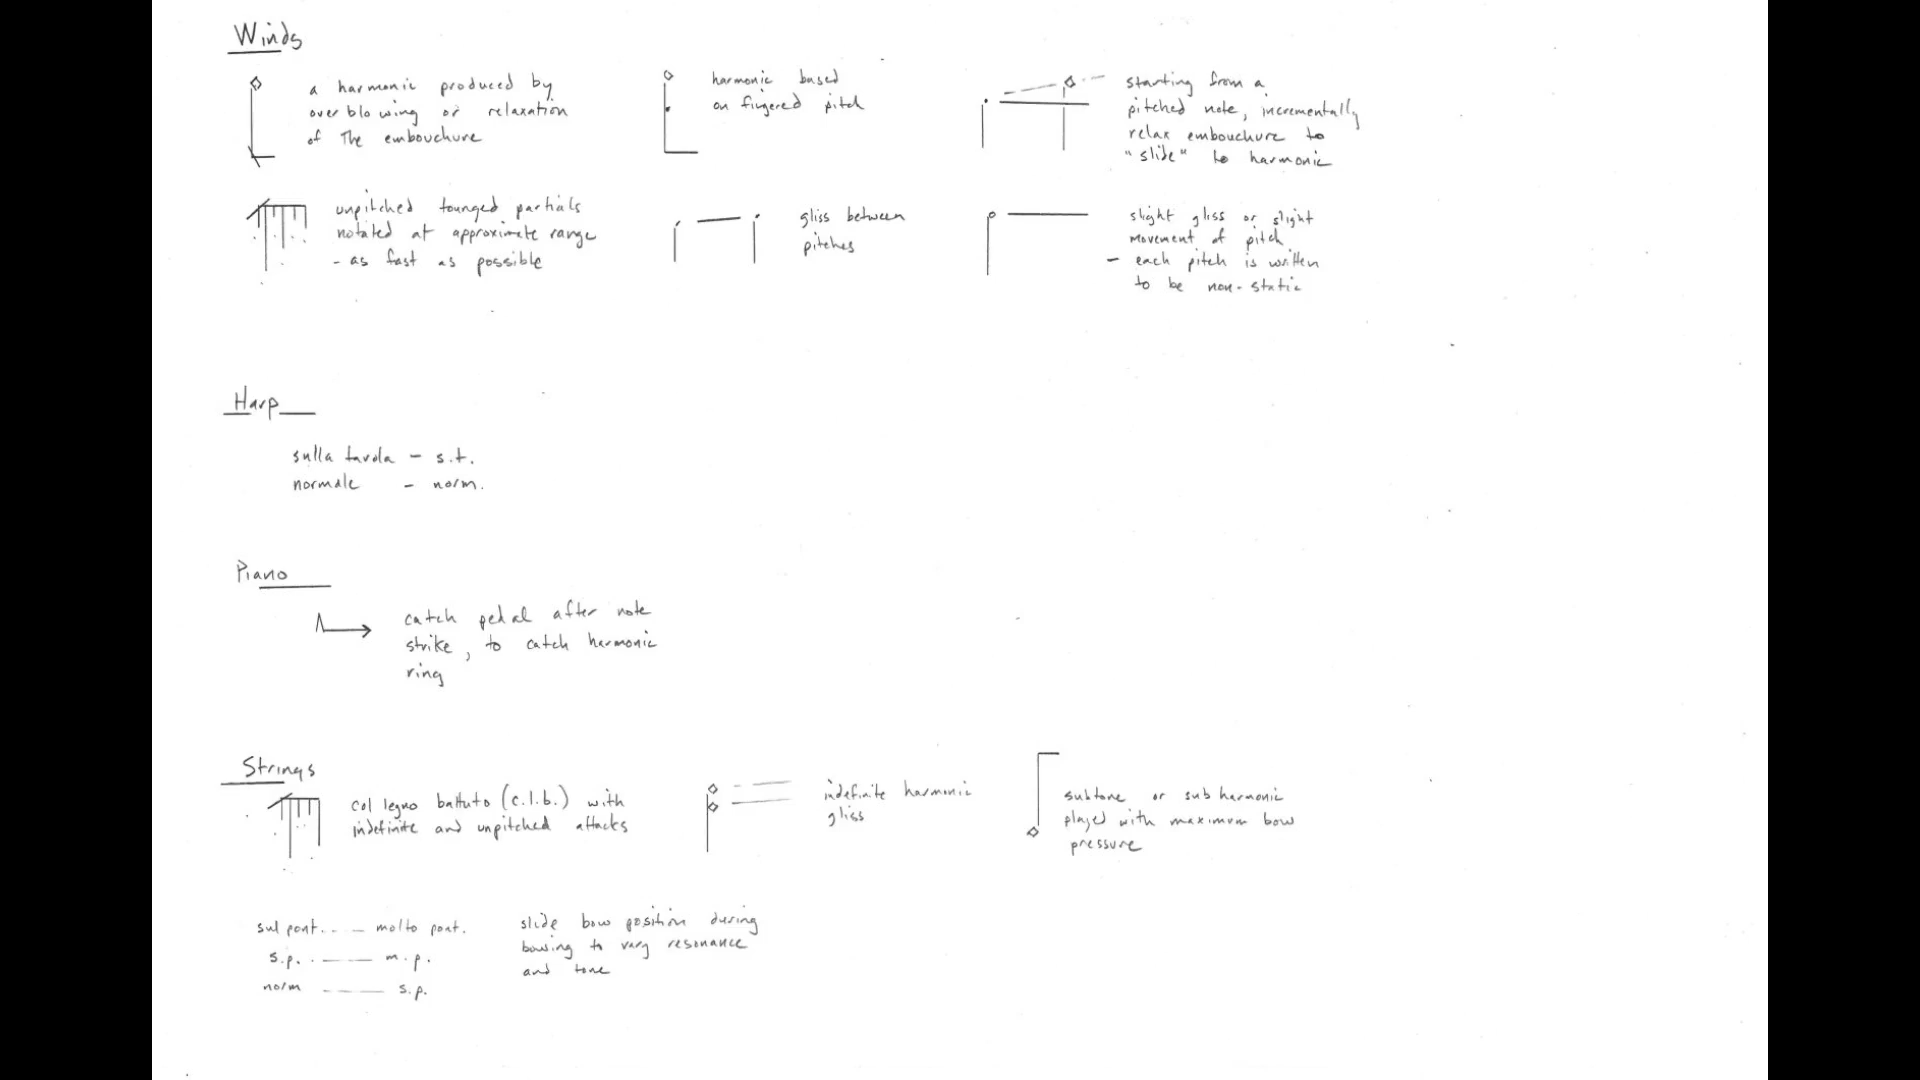 Winds
a harmonic produced by
over blowing or relaxation
of the embouchure
harmonic based
on fingered pitch
starting from a
pitched note, incrementally
relax embouchure to
"slide" to harmonic
unpitched tounged partials
notated at approximate range
- as fast as possible
gliss between
pitches
slight gliss or slight
movement of pitch
- each pitch is written
to be non-static
Harp
sulla tavola - s.t.
normale - norm.
Piano
catch pedal after note
strike, to catch harmonic
ring
Strings
col legno battuto (c.l.b.) with
indefinite and unpitched attacks
indefinite harmonic
gliss
subtone or sub harmonic
played with maximum bow
pressure
sul pont. - - - molto pont.
s.p. - - - m.p.
norm - - - s.p.
slide bow position during
bowing to vary resonance
and tone